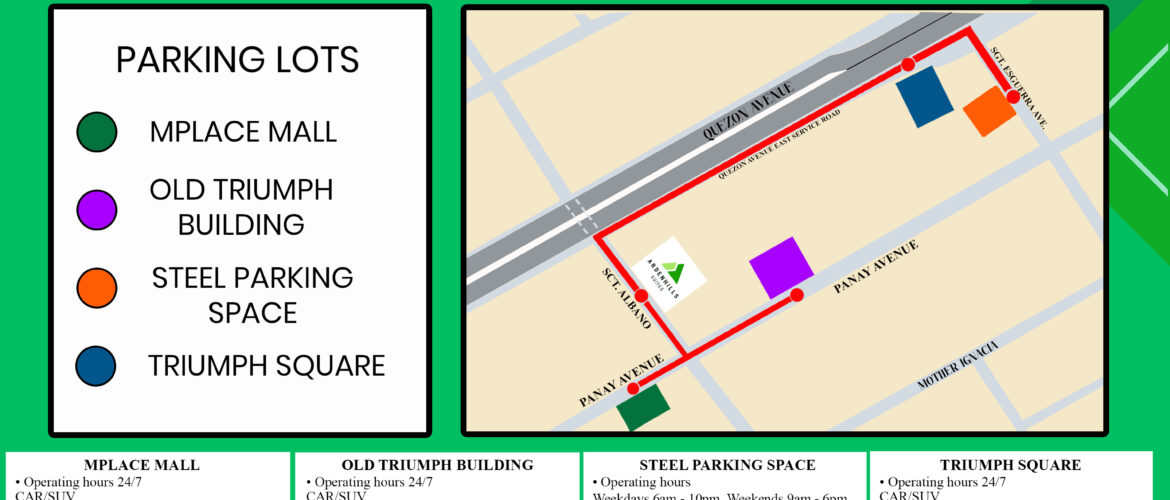 PARKING LOTS
MPLACE MALL
OLD TRIUMPH
BUILDING
STEEL PARKING
SPACE
TRIUMPH SQUARE
QUEZON AVENUE
QUEZON AVENUE EAST SERVICE ROAD
SGT. ESGUERRA AVE.
ARDENHILLS
SUITES
SCT. ALBANO
PANAY AVENUE
PANAY AVENUE
MOTHER IGNACIA
MPLACE MALL
• Operating hours 24/7
CAR/SUV
OLD TRIUMPH BUILDING
• Operating hours 24/7
CAR/SUV
STEEL PARKING SPACE
• Operating hours
Weekdays 6am - 10pm, Weekends 9am - 6pm
TRIUMPH SQUARE
• Operating hours 24/7
CAR/SUV